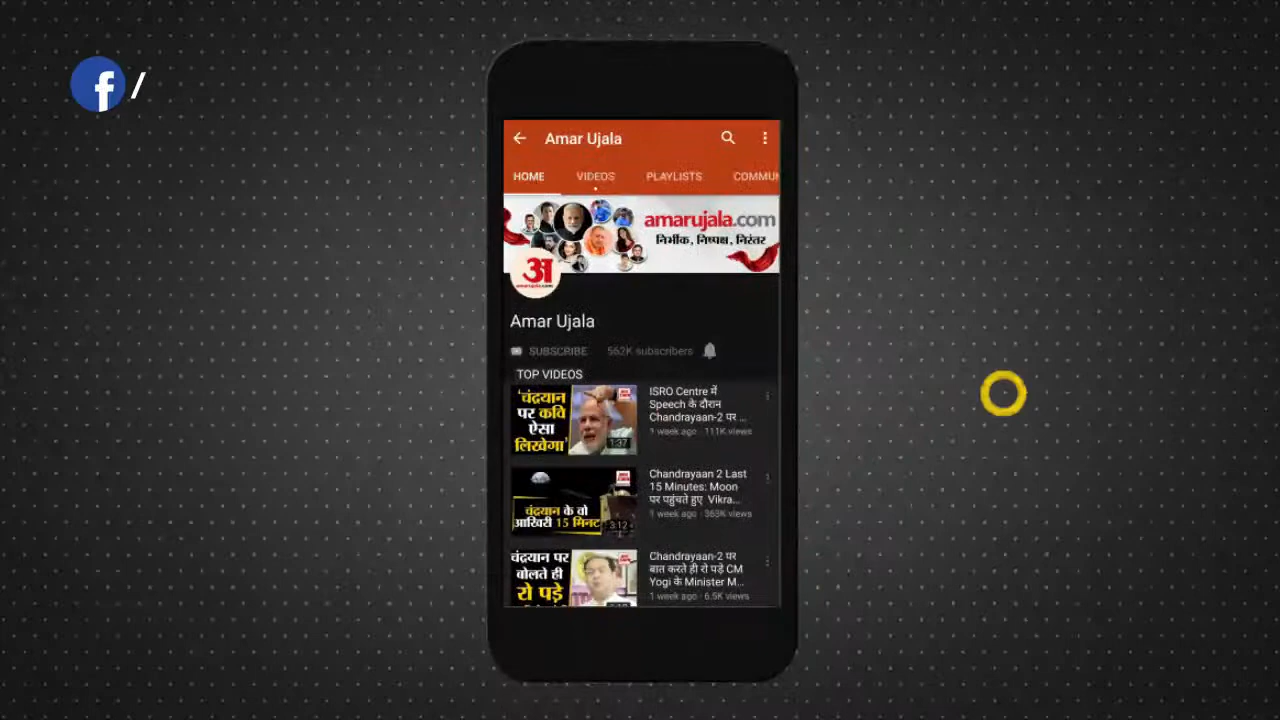 f /
Amar Ujala
HOME VIDEOS PLAYLISTS COMMUN
amarujala.com
निर्भीक, निष्पक्ष, निरंतर
अ
amarujala.com
Amar Ujala
SUBSCRIBE 562K subscribers
TOP VIDEOS
'चंद्रयान
पर कवि
ऐसा
लिखेगा'
1:37
ISRO Centre में
Speech के दौरान
Chandrayaan-2 पर ...
1 week ago · 111K views
चंद्रयान के वो
आखिरी 15 मिनट
3:12
Chandrayaan 2 Last
15 Minutes: Moon
पर पहुंचते हुए Vikra...
1 week ago · 363K views
चंद्रयान पर
बोलते ही
रो पड़े
Chandrayaan-2 पर
बात करते ही रो पड़े CM
Yogi के Minister M...
1 week ago · 6.5K views